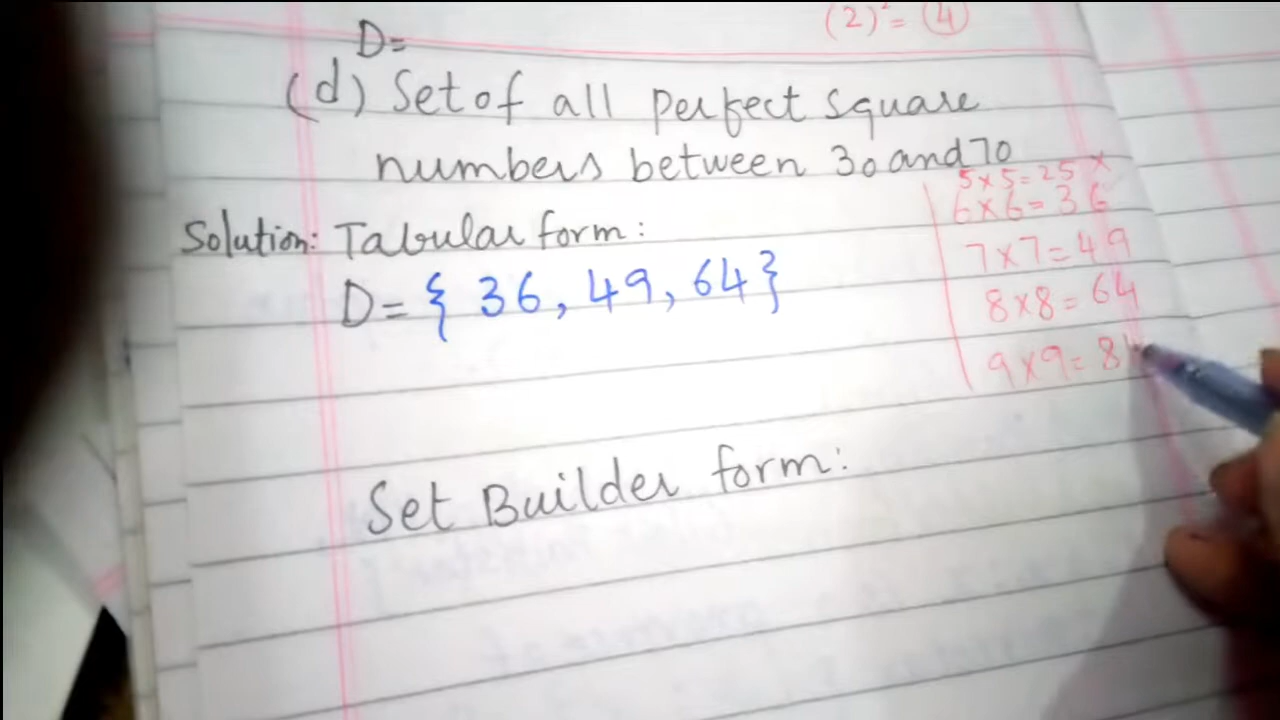 (2)² = 4
D=
(d) Set of all perfect square
numbers between 30 and 70
5×5=25 ×
6×6=36
Solution: Tabular form:
7×7=49
D= { 36, 49, 64}
8×8=64
9×9=81
Set Builder form: